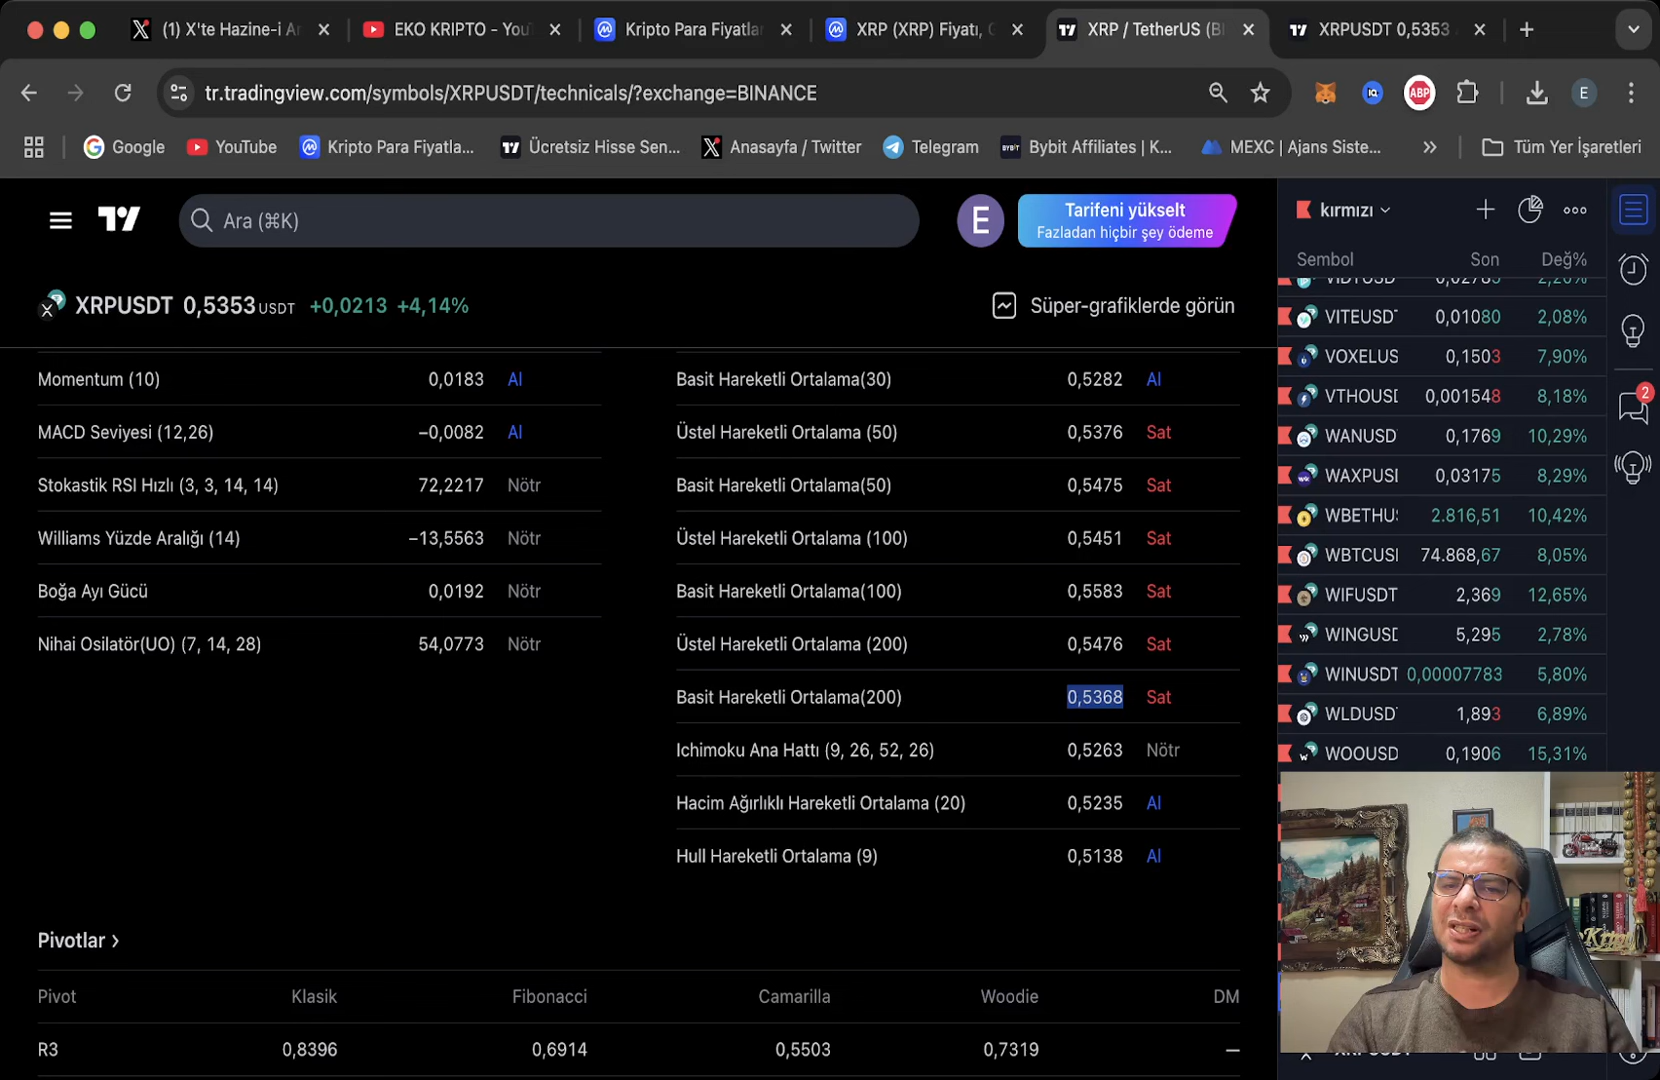 (1) X'te Hazine-i Ar
EKO KRIPTO - YouT
Kripto Para Fiyatlar
XRP (XRP) Fiyatı,
XRP / TetherUS (B
XRPUSDT 0,5353
tr.tradingview.com/symbols/XRPUSDT/technicals/?exchange=BINANCE
ABP
E
Google
YouTube
Kripto Para Fiyatla...
Ücretsiz Hisse Sen...
Anasayfa / Twitter
Telegram
BYBIT
Bybit Affiliates | K...
MEXC | Ajans Siste...
Tüm Yer İşaretleri
Ara (⌘K)
E
Tarifeni yükselt
Fazladan hiçbir şey ödeme
XRPUSDT 0,5353 USDT +0,0213 +4,14%
Süper-grafiklerde görün
Momentum (10) 0,0183 Al
MACD Seviyesi (12,26) −0,0082 Al
Stokastik RSI Hızlı (3, 3, 14, 14) 72,2217 Nötr
Williams Yüzde Aralığı (14) −13,5563 Nötr
Boğa Ayı Gücü 0,0192 Nötr
Nihai Osilatör(UO) (7, 14, 28) 54,0773 Nötr
Basit Hareketli Ortalama(30) 0,5282 Al
Üstel Hareketli Ortalama (50) 0,5376 Sat
Basit Hareketli Ortalama(50) 0,5475 Sat
Üstel Hareketli Ortalama (100) 0,5451 Sat
Basit Hareketli Ortalama(100) 0,5583 Sat
Üstel Hareketli Ortalama (200) 0,5476 Sat
Basit Hareketli Ortalama(200) 0,5368 Sat
Ichimoku Ana Hattı (9, 26, 52, 26) 0,5263 Nötr
Hacim Ağırlıklı Hareketli Ortalama (20) 0,5235 Al
Hull Hareketli Ortalama (9) 0,5138 Al
Pivotlar
Pivot Klasik Fibonacci Camarilla Woodie DM
R3 0,8396 0,6914 0,5503 0,7319 —
kırmızı
Sembol Son Değ%
VITEUSDT 0,01080 2,08%
VOXELUS 0,1503 7,90%
VTHOUSI 0,001548 8,18%
WANUSD 0,1769 10,29%
WAXPUSI 0,03175 8,29%
WBETHU 2.816,51 10,42%
WBTCUSI 74.868,67 8,05%
WIFUSDT 2,369 12,65%
WINGUSD 5,295 2,78%
WINUSDT 0,00007783 5,80%
WLDUSD 1,893 6,89%
WOOUSD 0,1906 15,31%
2